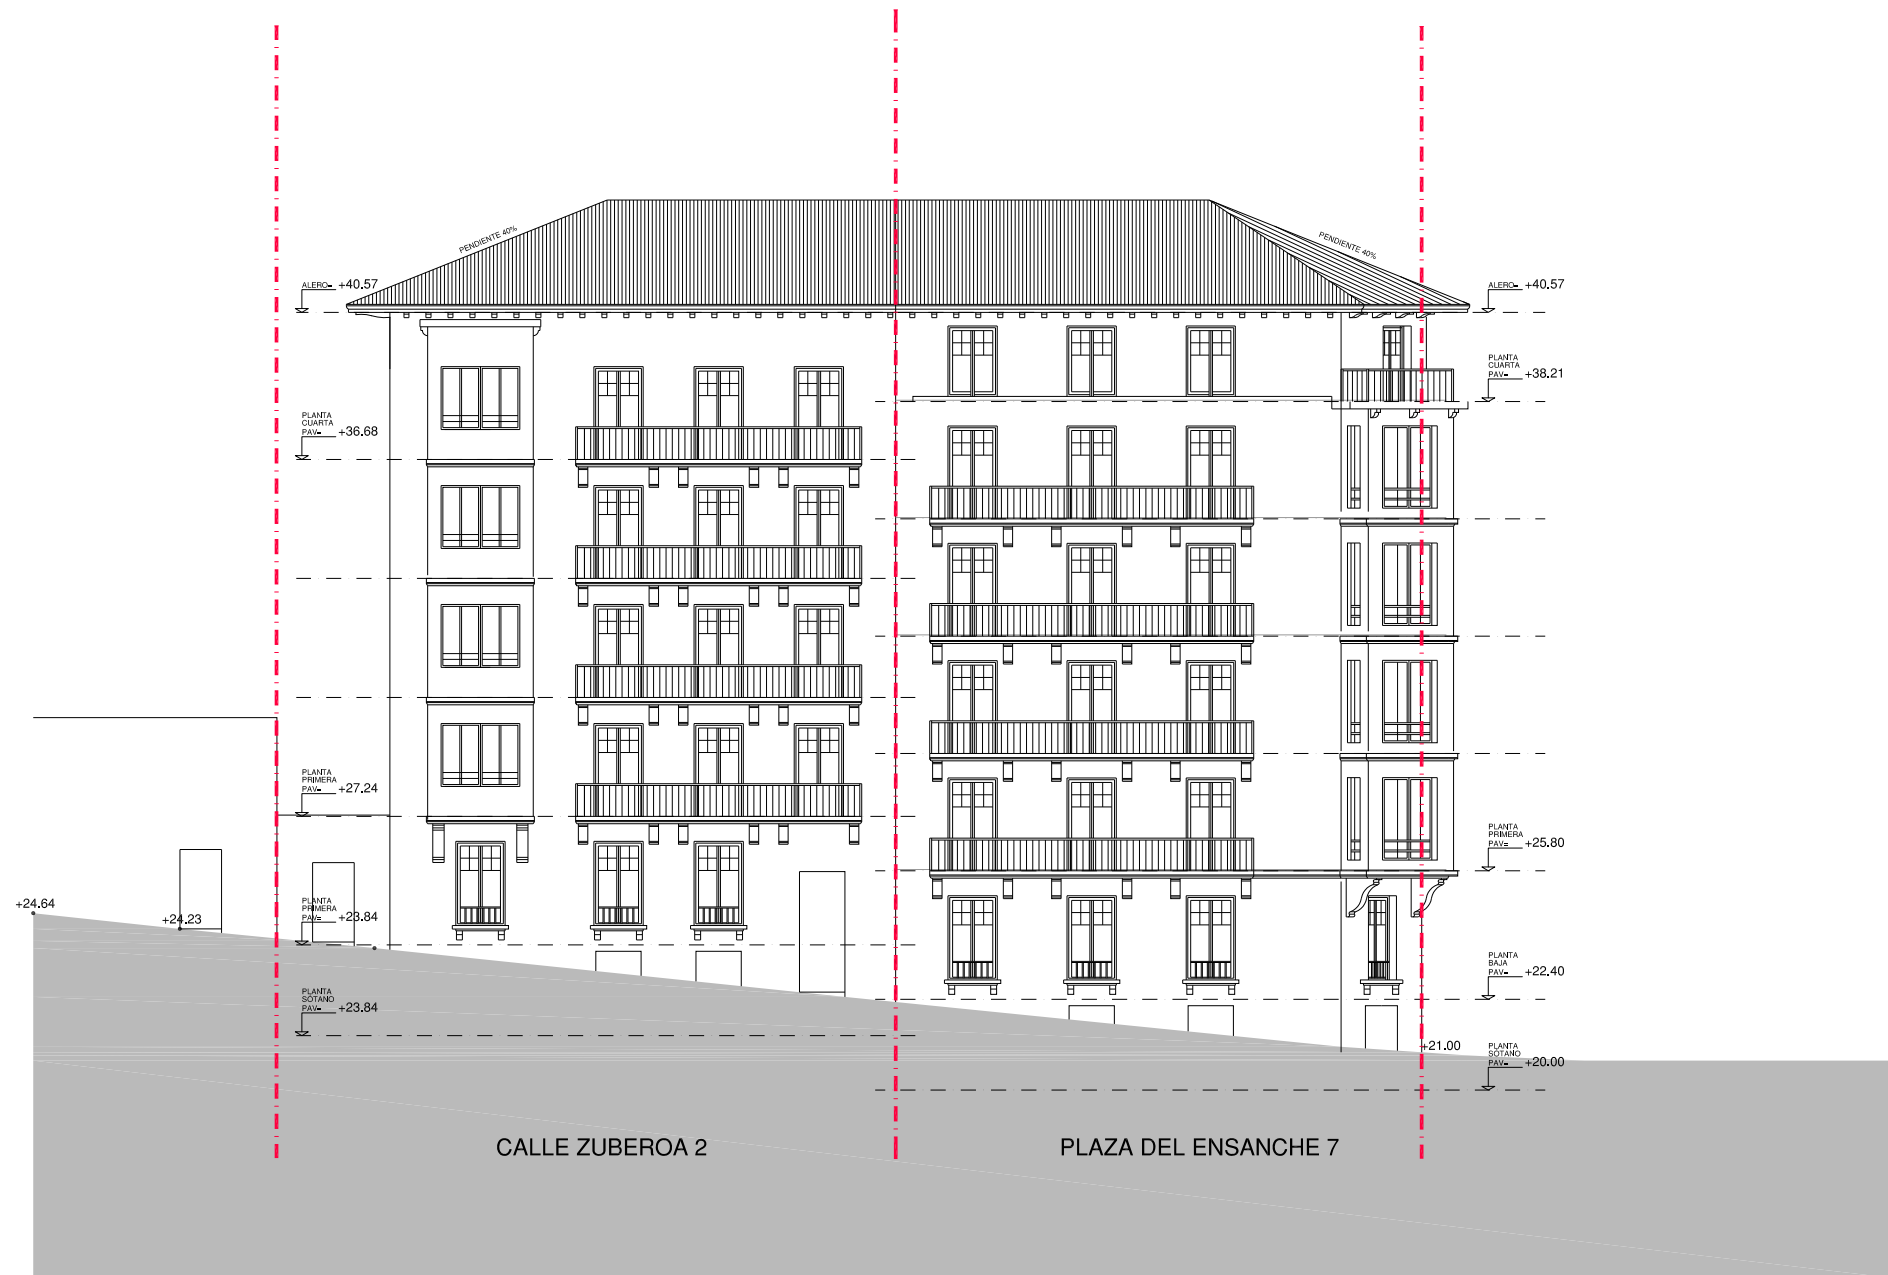 PENDIENTE 40%
PENDIENTE 40%
ALERO= +40.57
ALERO= +40.57
PLANTA
CUARTA
PAV= +38.21
PLANTA
CUARTA
PAV= +36.68
PLANTA
PRIMERA
PAV= +27.24
PLANTA
PRIMERA
PAV= +25.80
+24.64
+24.23
PLANTA
PRIMERA
PAV= +23.84
PLANTA
BAJA
PAV= +22.40
PLANTA
SOTANO
PAV= +23.84
+21.00
PLANTA
SOTANO
PAV= +20.00
CALLE ZUBEROA 2
PLAZA DEL ENSANCHE 7